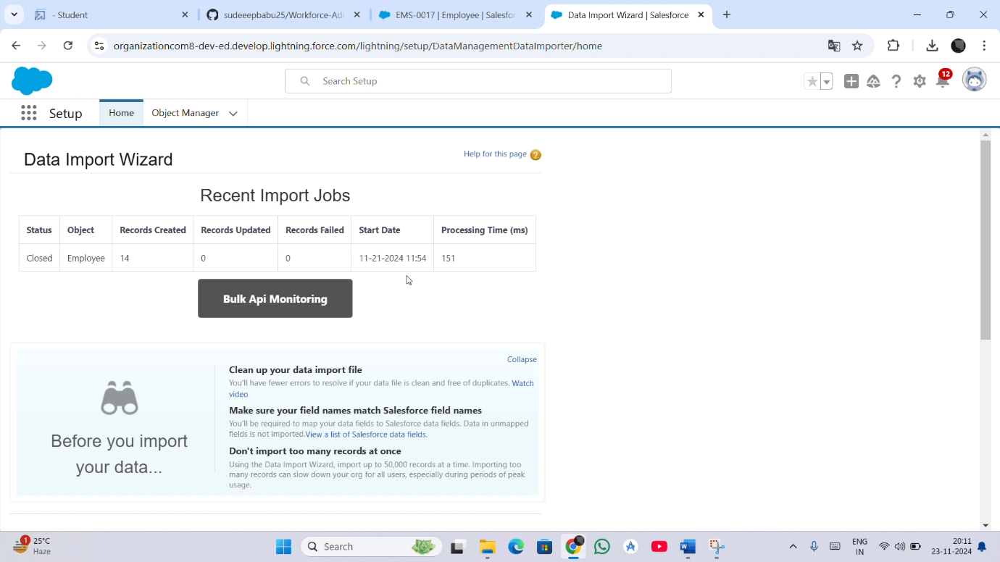 - Student
sudeeepbabu25/Workforce-Adm
EMS-0017 | Employee | Salesfor
Data Import Wizard | Salesforce
organizationcom8-dev-ed.develop.lightning.force.com/lightning/setup/DataManagementDataImporter/home
Search Setup
12
Setup
Home
Object Manager
Data Import Wizard
Help for this page ?
Recent Import Jobs
Status Object Records Created Records Updated Records Failed Start Date Processing Time (ms)
Closed Employee 14 0 0 11-21-2024 11:54 151
Bulk Api Monitoring
Collapse
Before you import
your data...
Clean up your data import file
You'll have fewer errors to resolve if your data file is clean and free of duplicates. Watch
video
Make sure your field names match Salesforce field names
You'll be required to map your data fields to Salesforce data fields. Data in unmapped
fields is not imported.View a list of Salesforce data fields.
Don't import too many records at once
Using the Data Import Wizard, import up to 50,000 records at a time. Importing too
many records can slow down your org for all users, especially during periods of peak
usage.
1
25°C
Haze
Search
ENG
IN
20:11
23-11-2024